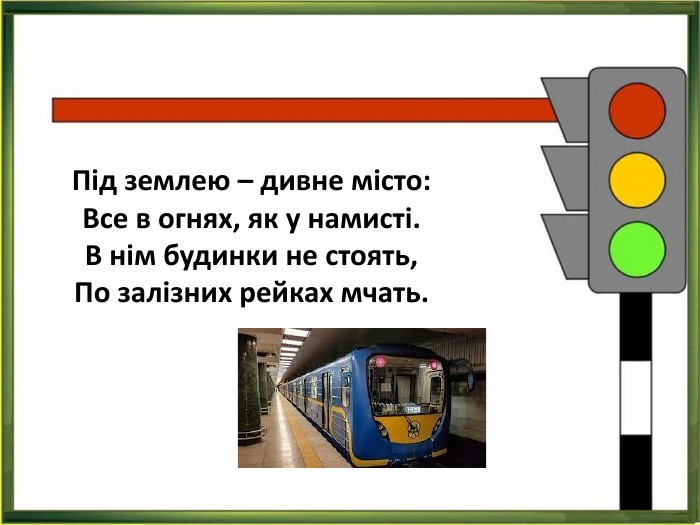 Під землею – дивне місто:
Все в огнях, як у намисті.
В нім будинки не стоять,
По залізних рейках мчать.